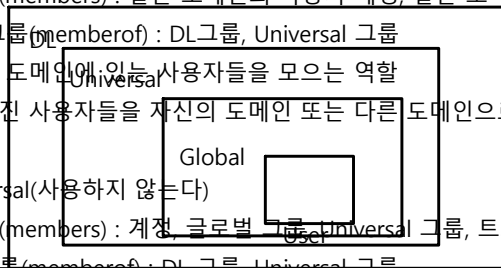 (members) : 같은 도메인의 사용자 계정, 같은 도
룹(memberof) : DL그룹, Universal 그룹
DL
도메인에 있는 사용자들을 모으는 역할
Universal
진 사용자들을 자신의 도메인 또는 다른 도메인으로
Global
sal(사용하지 않는다)
(members) : 계정, 글로벌 그룹, Universal 그룹, 트
User
룹(memberof) : DL 그룹, Universal 그룹